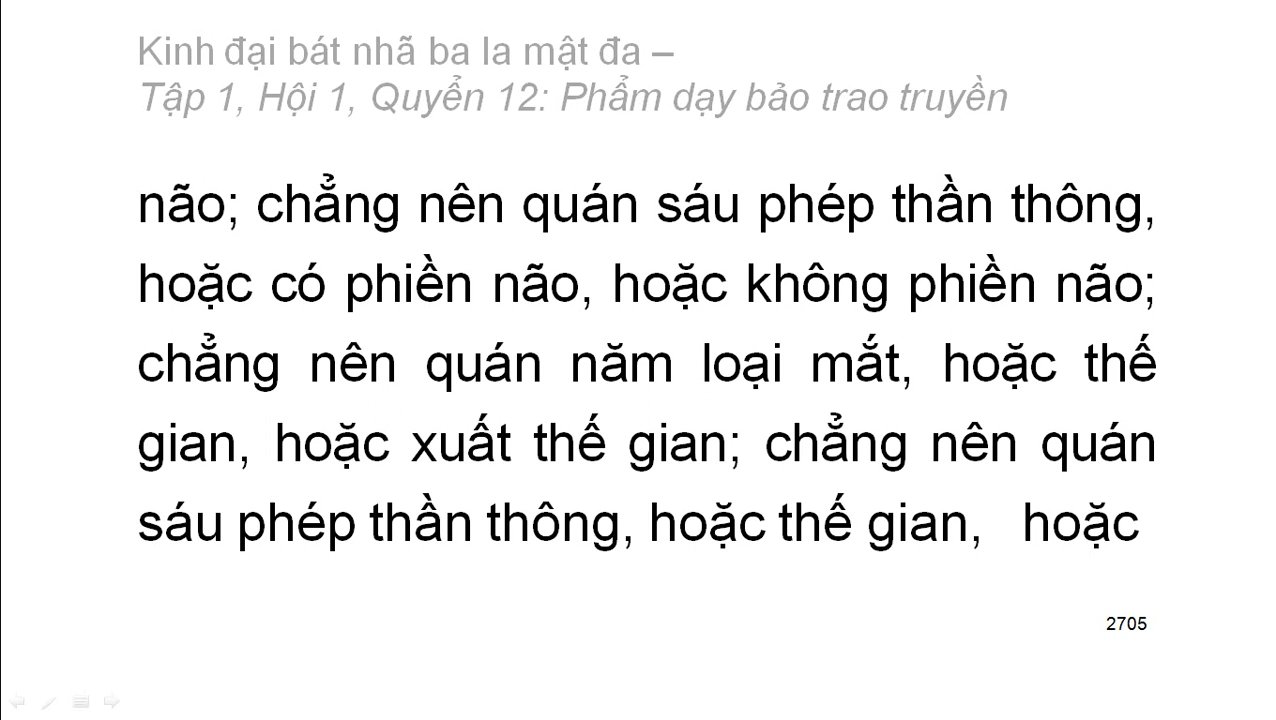 Kinh đại bát nhã ba la mật đa –
Tập 1, Hội 1, Quyển 12: Phẩm dạy bảo trao truyền
não; chẳng nên quán sáu phép thần thông,
hoặc có phiền não, hoặc không phiền não;
chẳng nên quán năm loại mắt, hoặc thế
gian, hoặc xuất thế gian; chẳng nên quán
sáu phép thần thông, hoặc thế gian, hoặc
2705